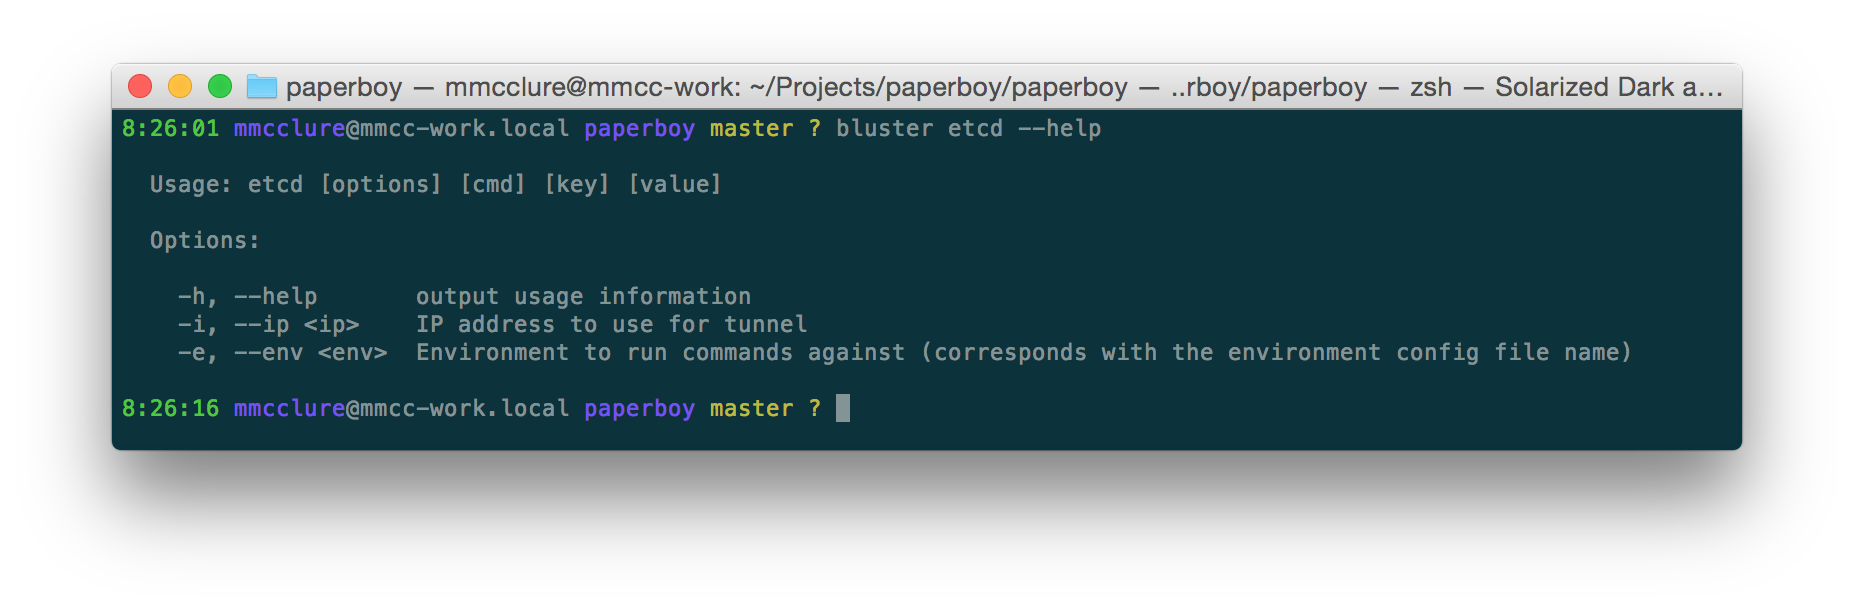 paperboy — mmcclure@mmcc-work: ~/Projects/paperboy/paperboy — ..rboy/paperboy — zsh — Solarized Dark a...
8:26:01 mmcclure@mmcc-work.local paperboy master ? bluster etcd --help
Usage: etcd [options] [cmd] [key] [value]
Options:
-h, --help output usage information
-i, --ip <ip> IP address to use for tunnel
-e, --env <env> Environment to run commands against (corresponds with the environment config file name)
8:26:16 mmcclure@mmcc-work.local paperboy master ?